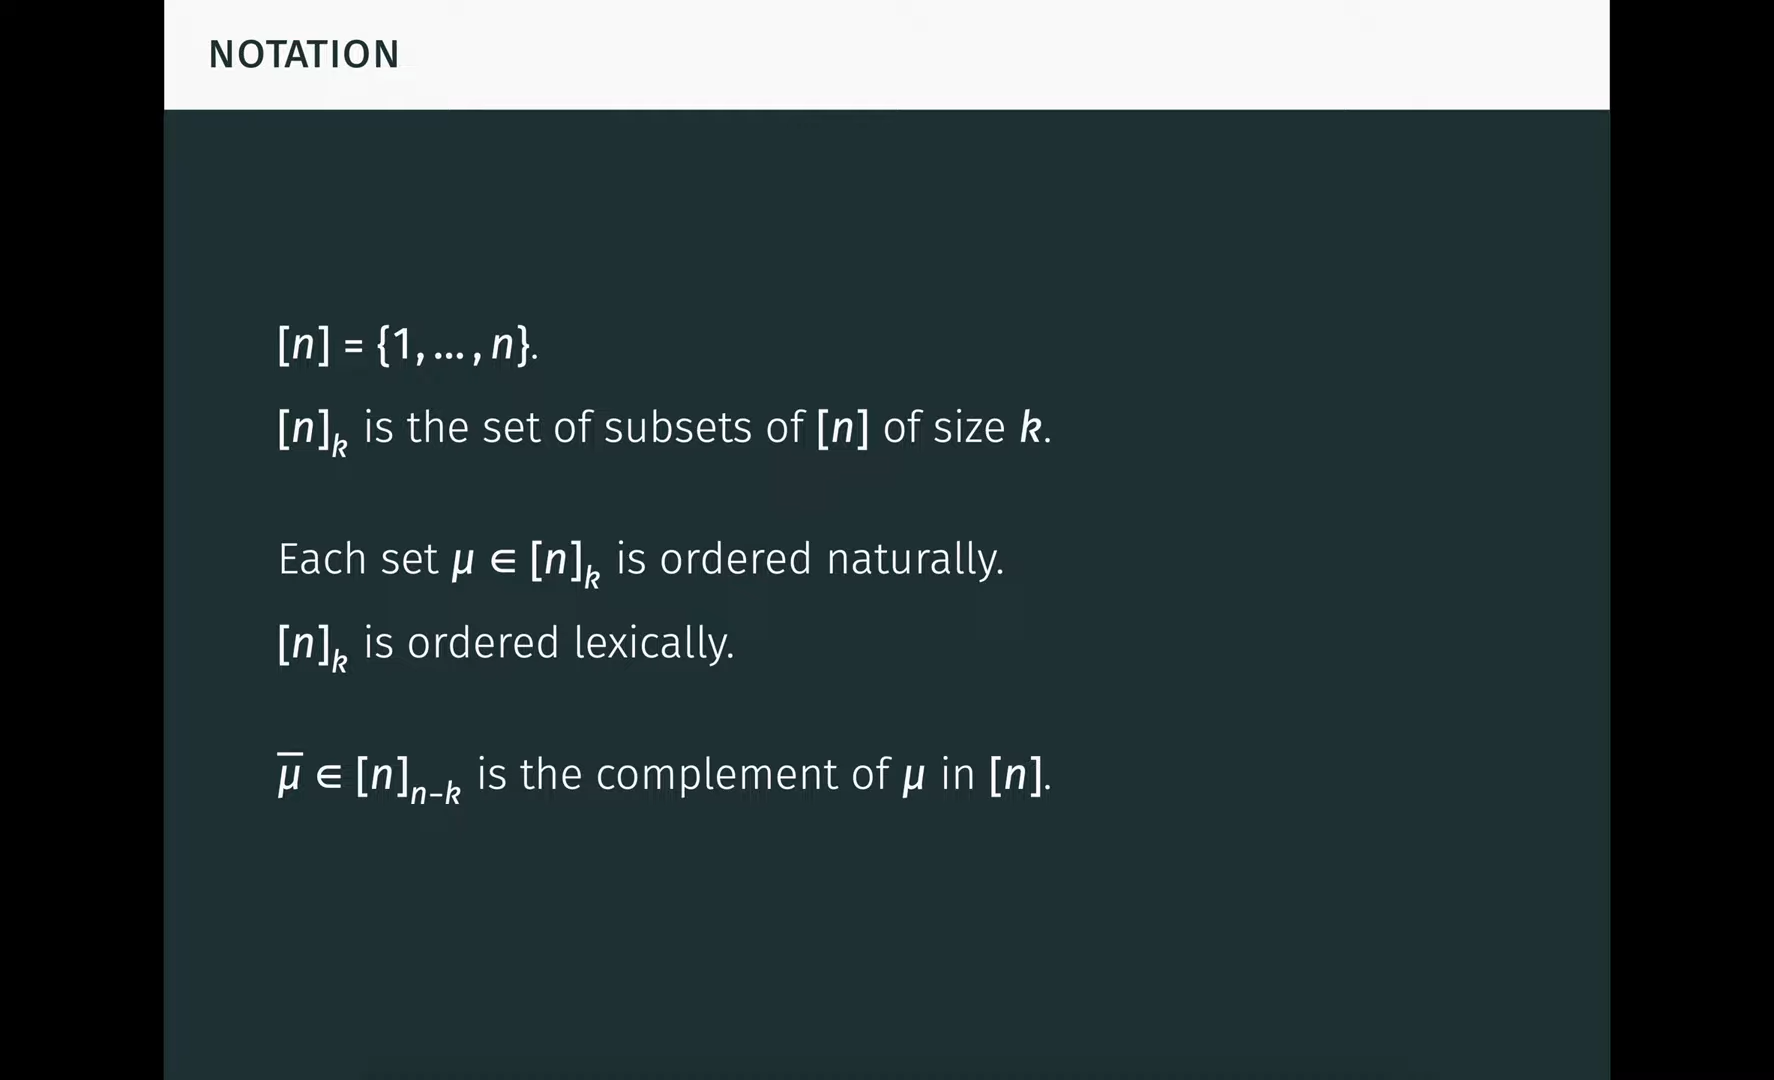 NOTATION
[n] = {1, … , n}.
[n]ₖ is the set of subsets of [n] of size k.
Each set μ ∈ [n]ₖ is ordered naturally.
[n]ₖ is ordered lexically.
μ̅ ∈ [n]ₙ₋ₖ is the complement of μ in [n].